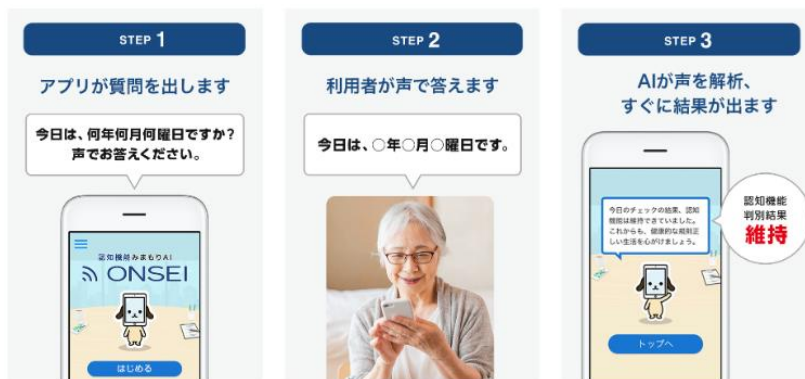 STEP 1
アプリが質問を出します
今日は、何年何月何曜日ですか?
声でお答えください。
認知機能みまもりAI
ONSEI
はじめる
STEP 2
利用者が声で答えます
今日は、○年○月○曜日です。
STEP 3
AIが声を解析、
すぐに結果が出ます
今日のチェックの結果、認知
機能は維持できていました。
これからも、健康的な規則正
しい生活を心がけましょう。
認知機能
判別結果
維持
トップへ